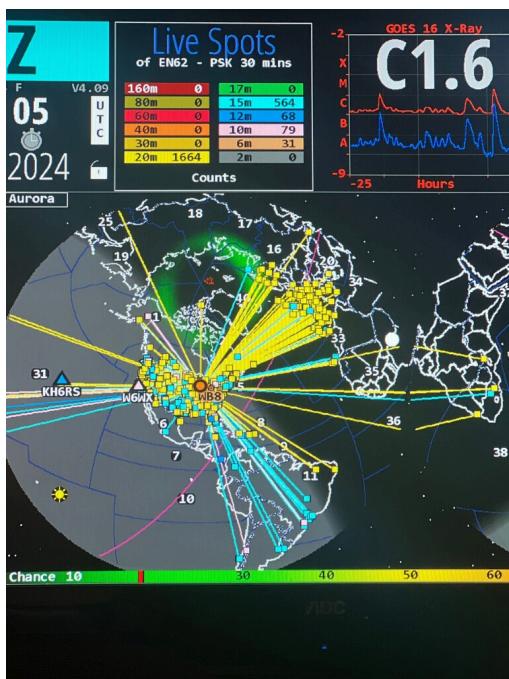 Z
Live Spots
of EN62 - PSK 30 mins
GOES 16 X-Ray
-2
X
M
C
B
A
-9
C1.6
F V4.09
05
UTC
2024
160m 0 17m 0
80m 0 15m 564
60m 0 12m 68
40m 0 10m 79
30m 0 6m 31
20m 1664 2m 0
Counts
-25 Hours
Aurora
25 18 17
19 16
40 20 34
1
33
31 35
KH6RS W6WX WB8 5
6 8 36
7 9 38
11
10
Chance 10 30 40 50 60
AOC